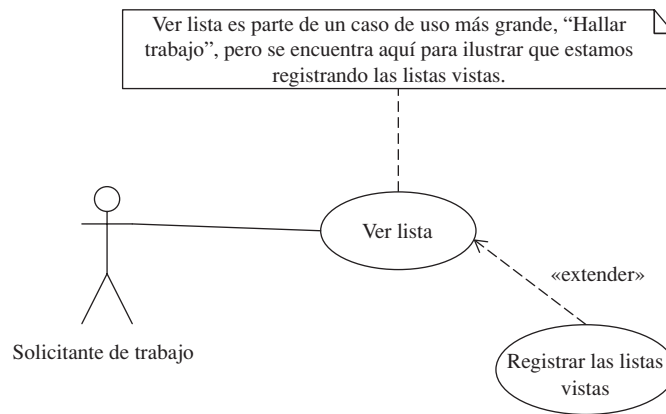 Ver lista es parte de un caso de uso más grande, “Hallar
trabajo”, pero se encuentra aquí para ilustrar que estamos
registrando las listas vistas.
Ver lista
«extender»
Solicitante de trabajo
Registrar las listas
vistas